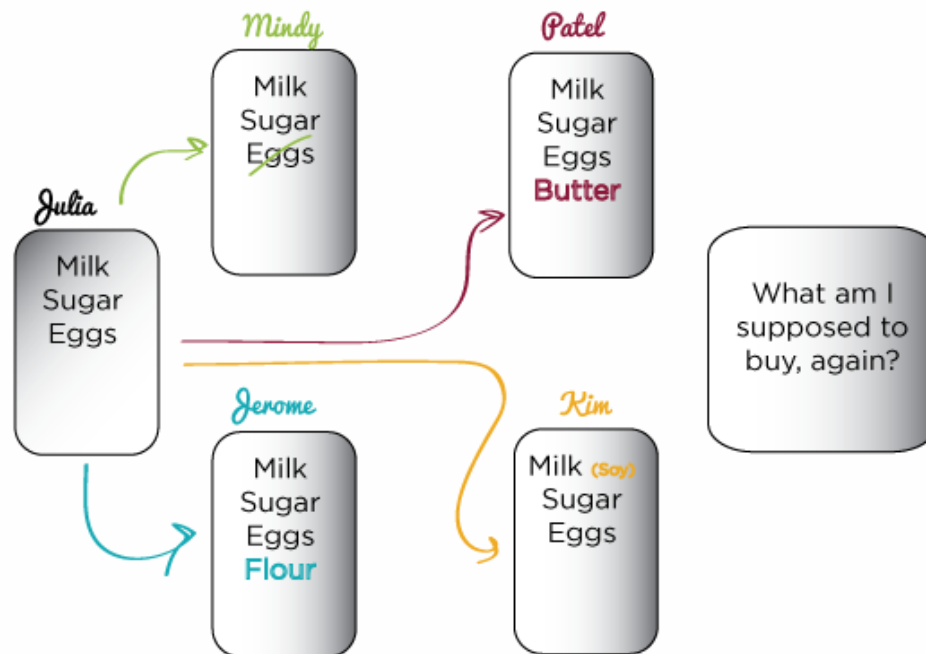 Mindy
Milk
Sugar
Eggs
Patel
Milk
Sugar
Eggs
Butter
Julia
Milk
Sugar
Eggs
Jerome
Milk
Sugar
Eggs
Flour
Kim
Milk (Soy)
Sugar
Eggs
What am I
supposed to
buy, again?